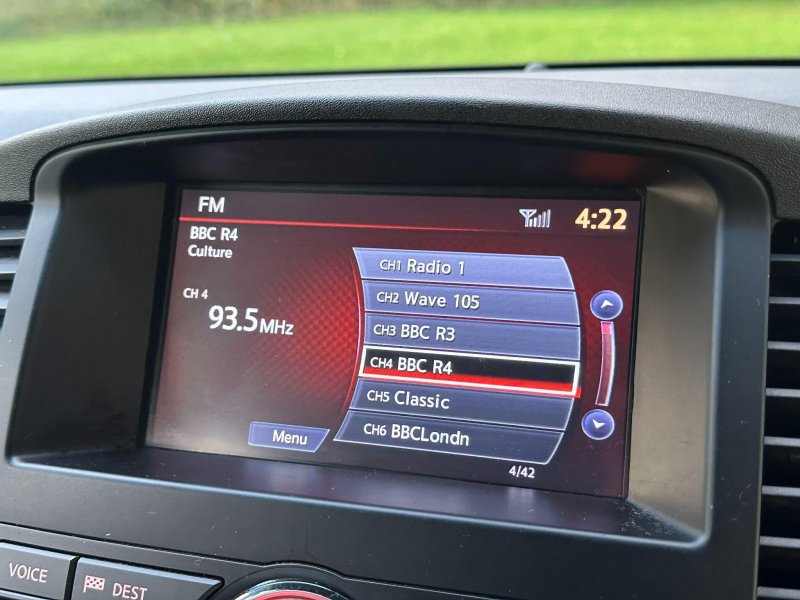 FM
4:22
BBC R4
Culture
CH 4
93.5MHz
CH1 Radio 1
CH2 Wave 105
CH3 BBC R3
CH4 BBC R4
CH5 Classic
CH6 BBCLondn
Menu
4/42
VOICE
DEST